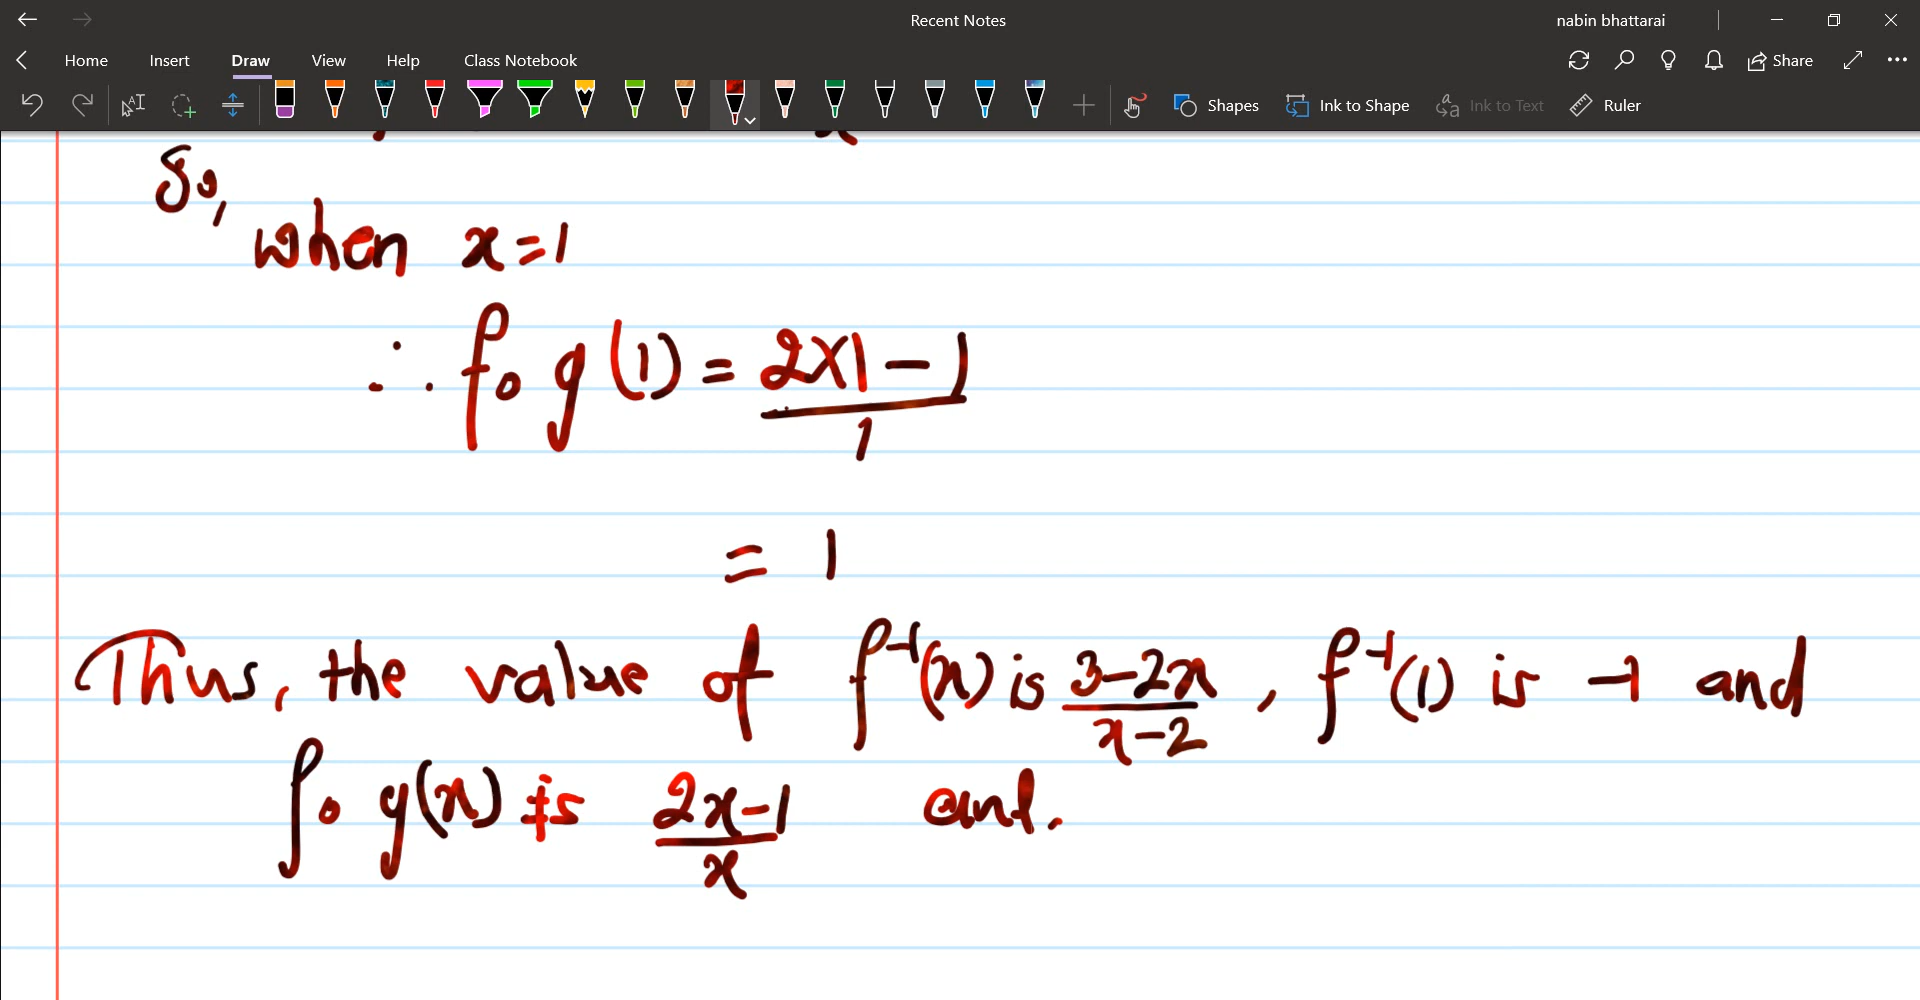 Recent Notes nabin bhattarai
Home Insert Draw View Help Class Notebook Share
Shapes Ink to Shape Ink to Text Ruler
So,
when x=1
∴ fo g(1) = 2×1-1/1
= 1
Thus, the value of f⁻¹(x) is 3-2x/x-2, f⁻¹(1) is -1 and
fo g(x) is 2x-1/x and.